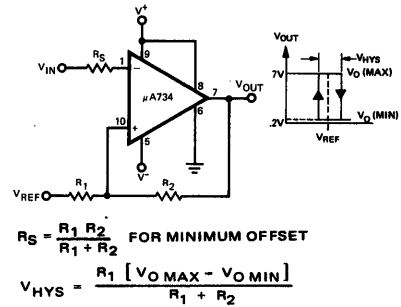 V+
9
VIN
RS
1
−
8
VOUT
7
μA734
6
10
+
5
V-
VREF
R1
R2
VOUT
VHYS
7V
VO (MAX)
.2V
VO (MIN)
VREF
RS = R1 R2 / R1 + R2 FOR MINIMUM OFFSET
VHYS = R1 [ VO MAX − VO MIN ] / R1 + R2